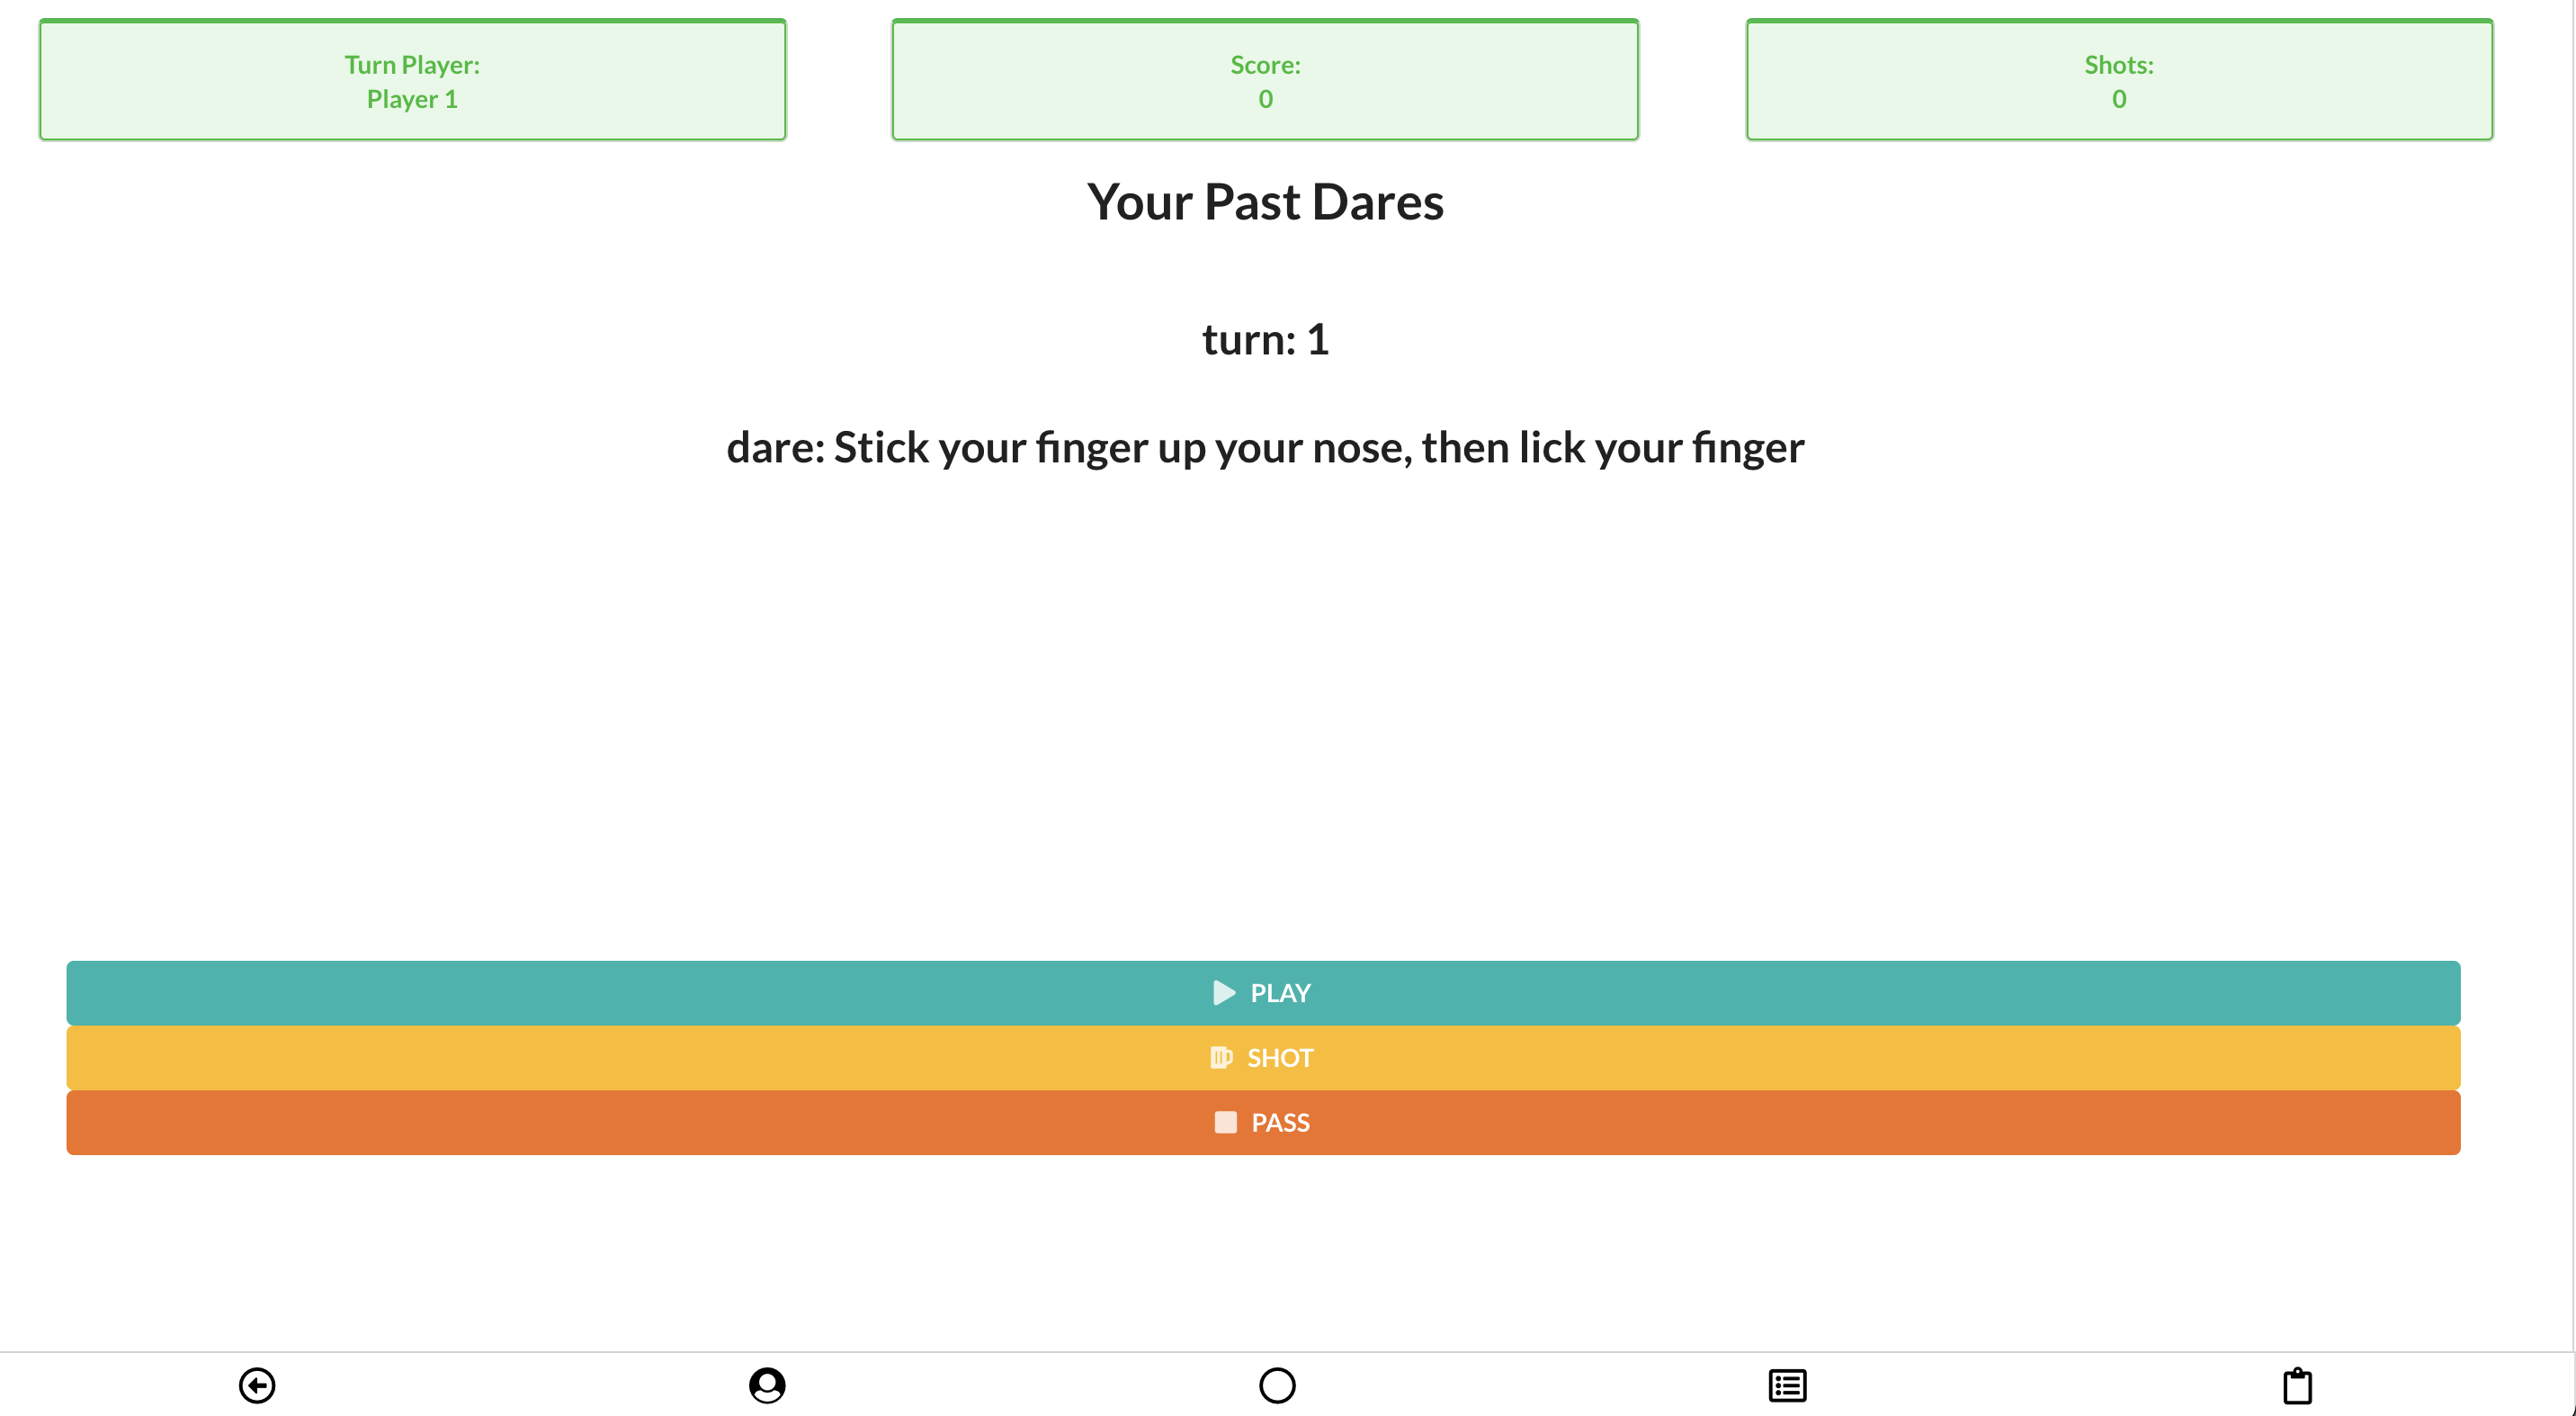 Turn Player:
Player 1
Score:
0
Shots:
0
Your Past Dares
turn: 1
dare: Stick your finger up your nose, then lick your finger
PLAY
SHOT
PASS